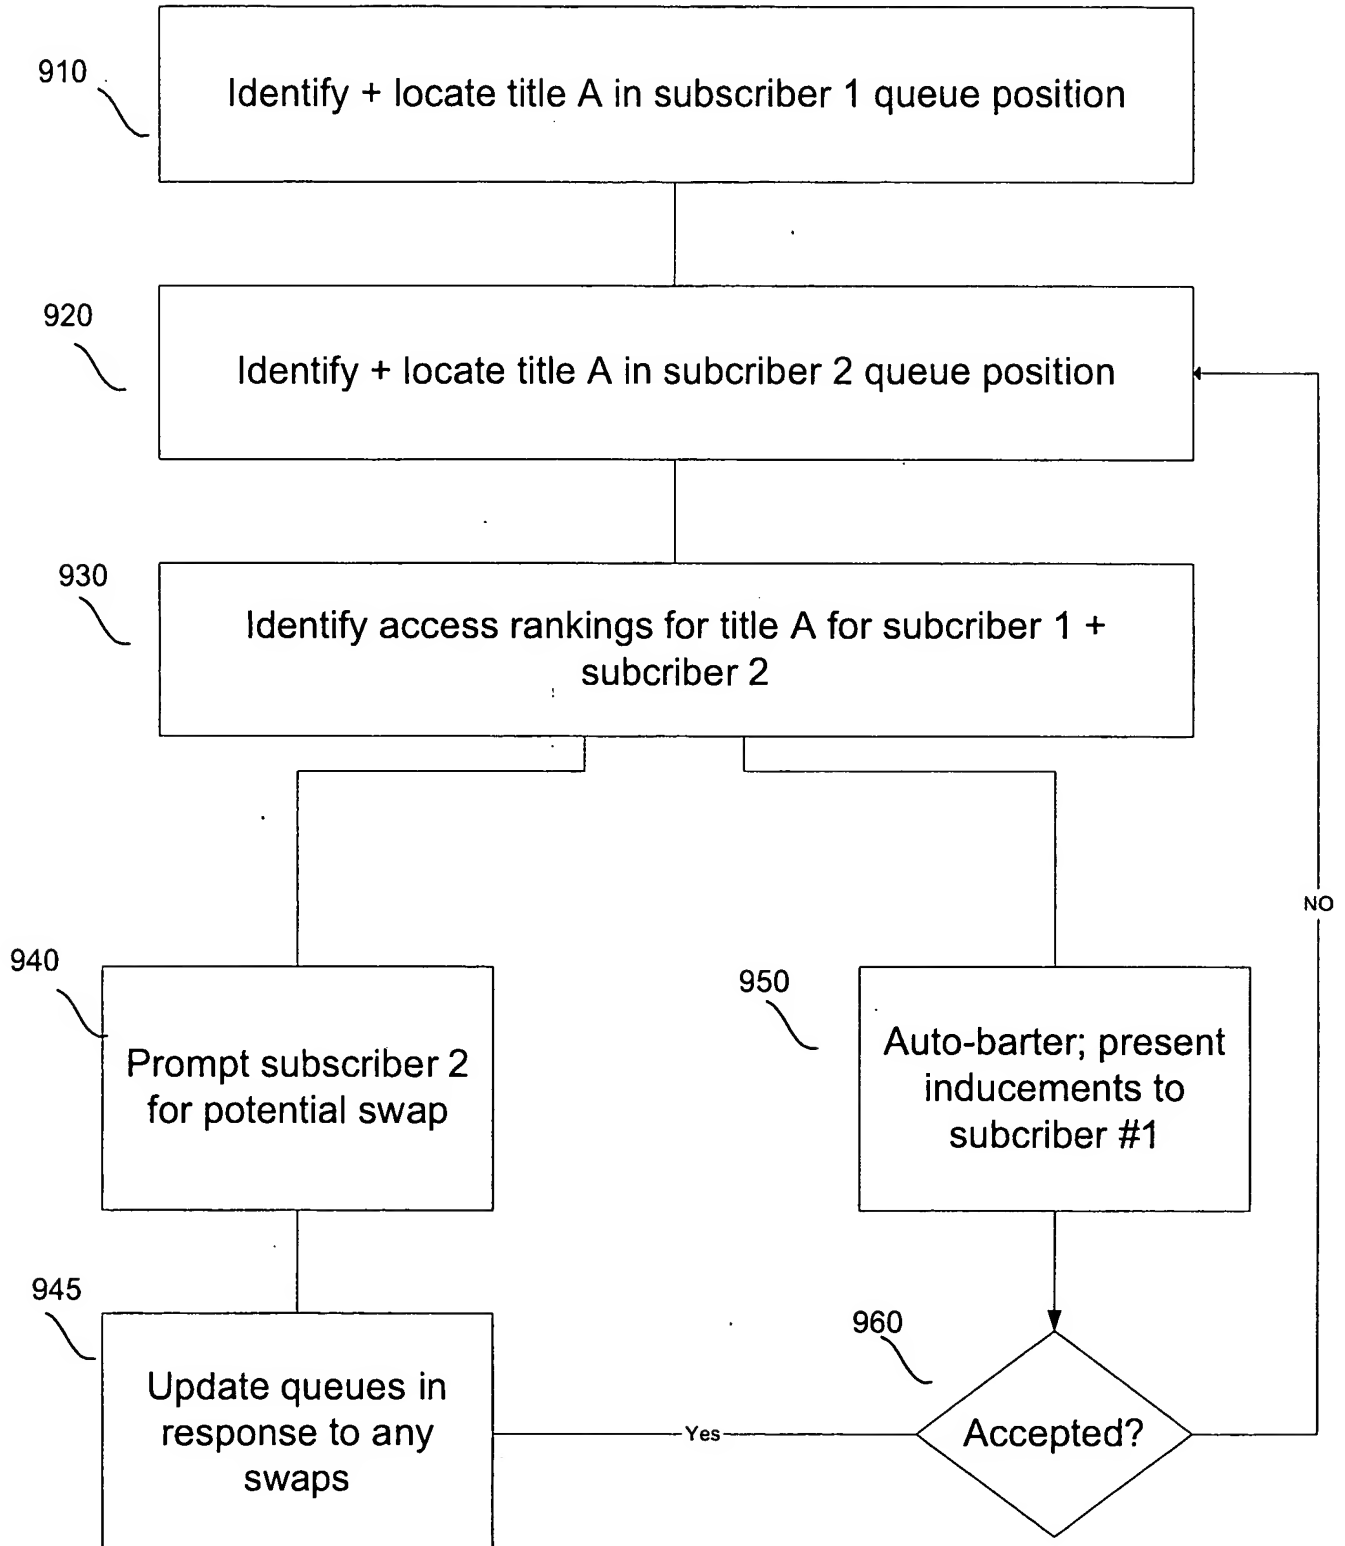 910
Identify + locate title A in subscriber 1 queue position
920
Identify + locate title A in subcriber 2 queue position
930
Identify access rankings for title A for subcriber 1 +
subcriber 2
940
Prompt subscriber 2
for potential swap
950
Auto-barter; present
inducements to
subcriber #1
NO
945
Update queues in
response to any
swaps
Yes
960
Accepted?